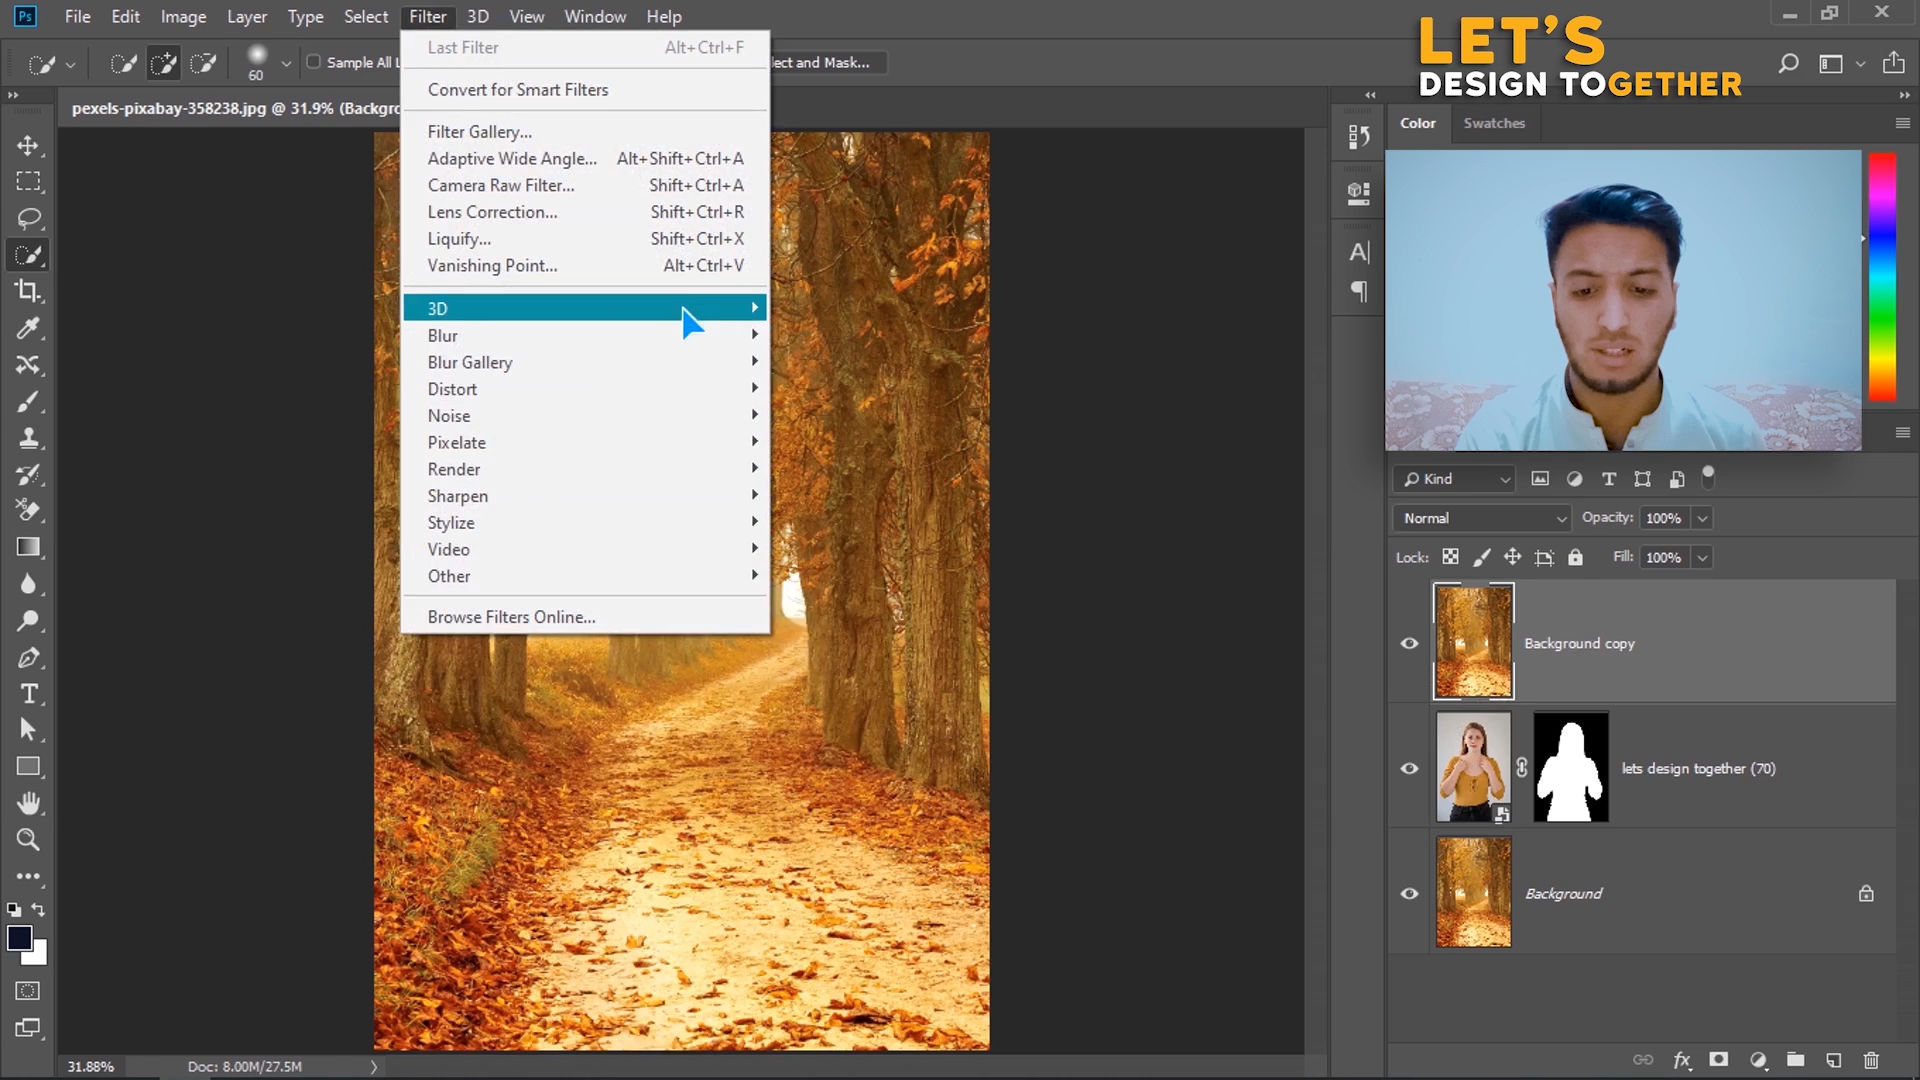 Ps File Edit Image Layer Type Select Filter 3D View Window Help
LET'S
DESIGN TOGETHER
60 Sample All L lect and Mask...
pexels-pixabay-358238.jpg @ 31.9% (Backgro
Last Filter Alt+Ctrl+F
Convert for Smart Filters
Filter Gallery...
Adaptive Wide Angle... Alt+Shift+Ctrl+A
Camera Raw Filter... Shift+Ctrl+A
Lens Correction... Shift+Ctrl+R
Liquify... Shift+Ctrl+X
Vanishing Point... Alt+Ctrl+V
3D
Blur
Blur Gallery
Distort
Noise
Pixelate
Render
Sharpen
Stylize
Video
Other
Browse Filters Online...
Color Swatches
Kind
Normal Opacity: 100%
Lock: Fill: 100%
Background copy
lets design together (70)
Background
31.88% Doc: 8.00M/27.5M